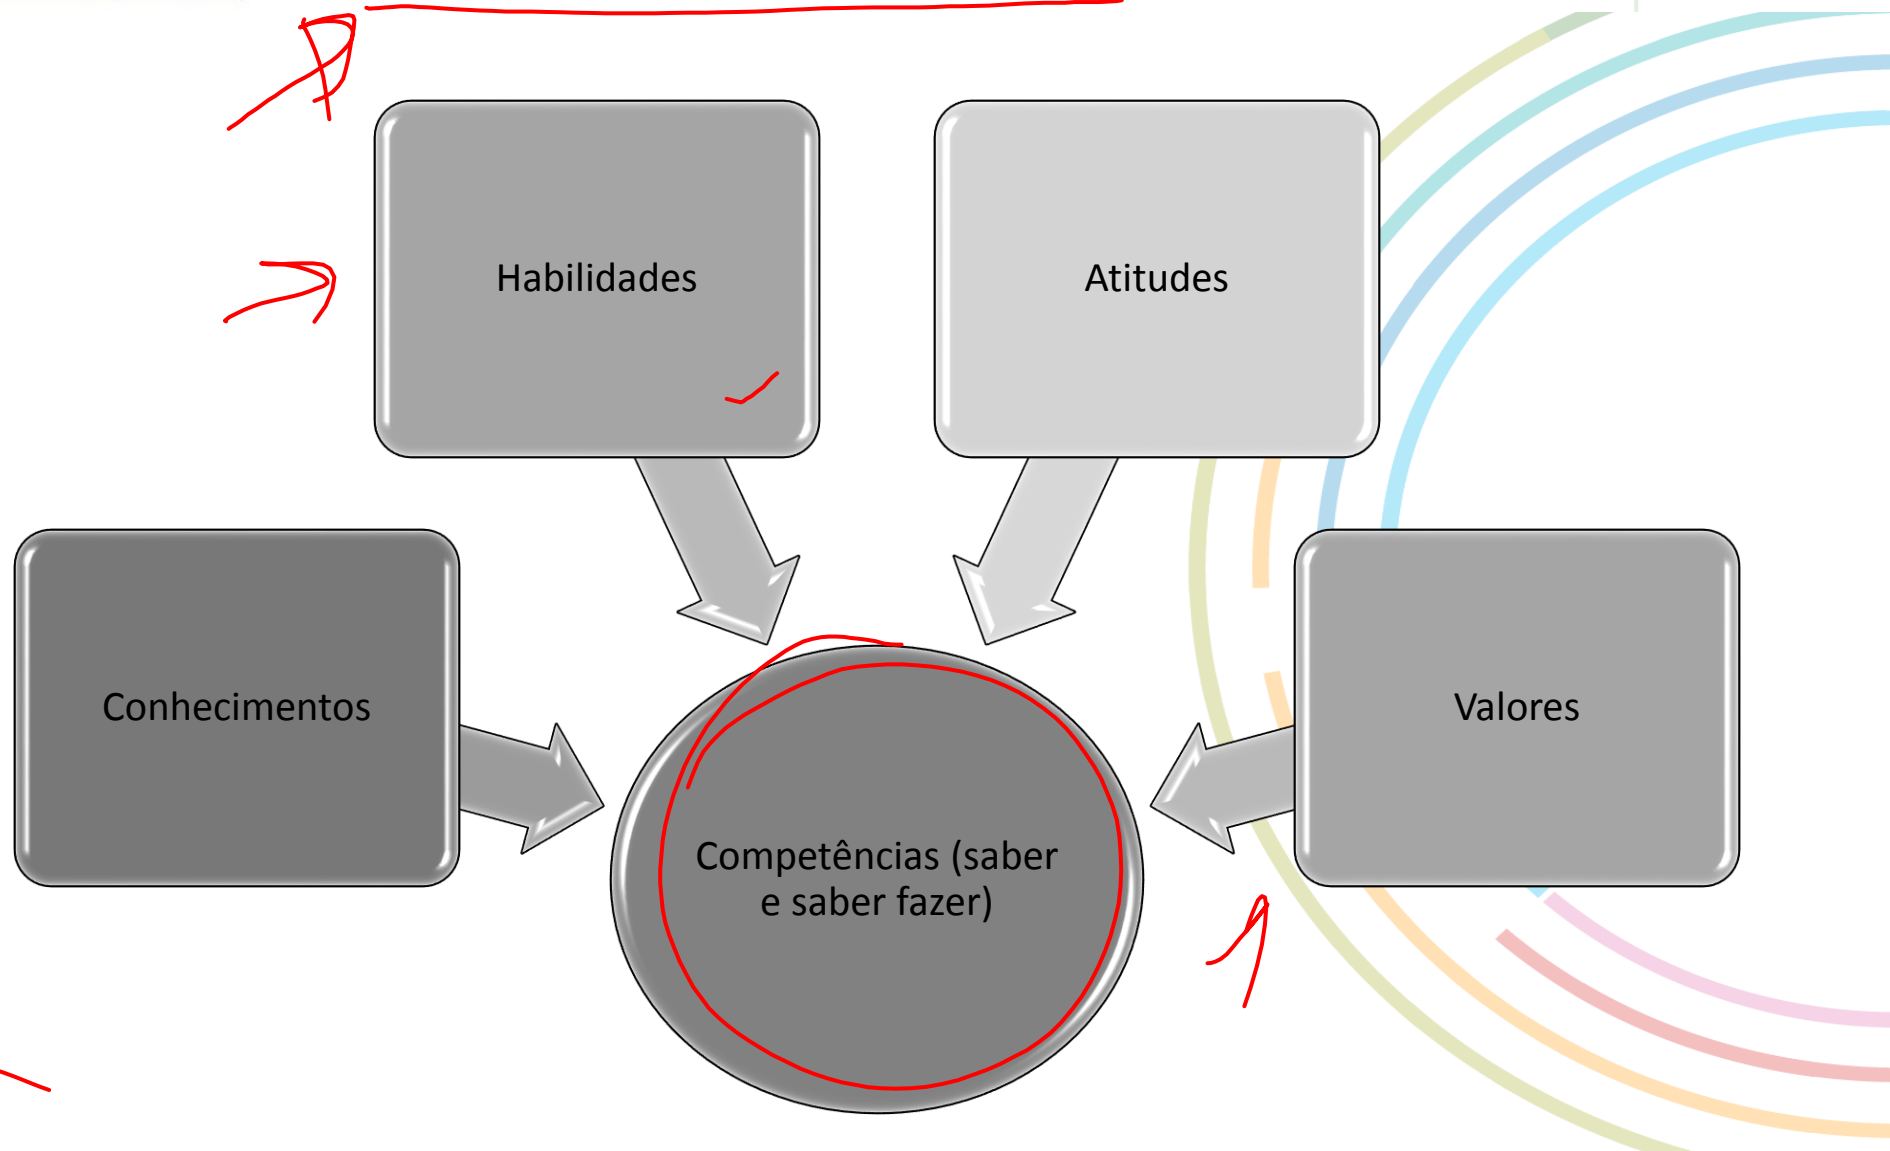 Habilidades
Atitudes
Conhecimentos
Valores
Competências (saber
e saber fazer)